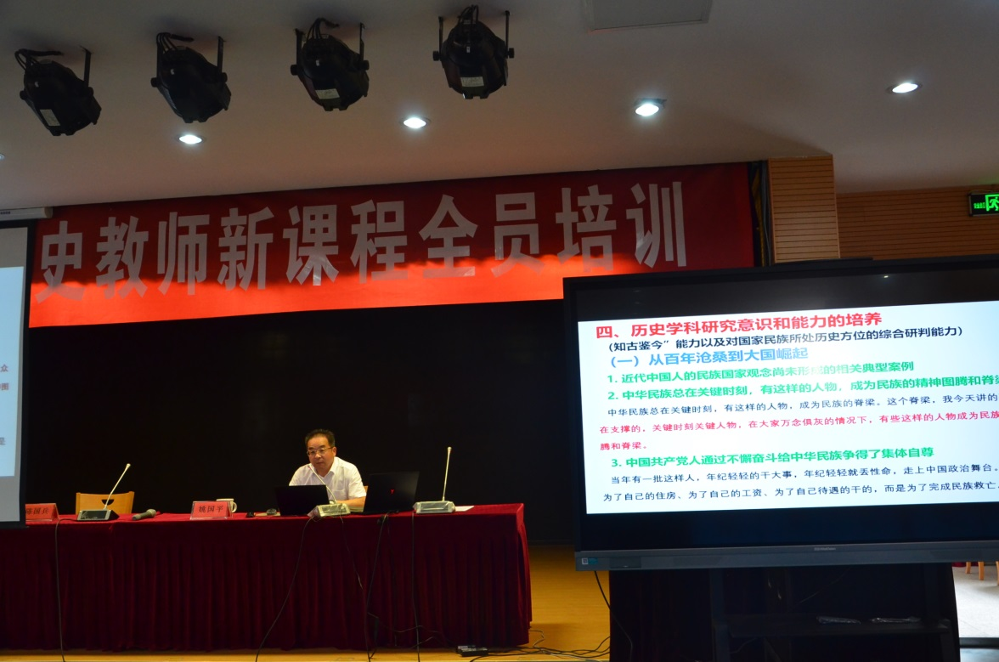 史教师新课程全员培训
众
是
四、历史学科研究意识和能力的培养
（知古鉴今”能力以及对国家民族所处历史方位的综合研判能力）
（一）从百年沧桑到大国崛起
1. 近代中国人的民族国家观念尚未形成的相关典型案例
2. 中华民族总在关键时刻，有这样的人物，成为民族的精神图腾和脊梁
中华民族总在关键时刻，有这样的人物，成为民族的脊梁。这个脊梁，我今天讲的
在支撑的。关键时刻关键人物，在大家万念俱灰的情况下，有些这样的人物成为民族
腾和脊梁。
3. 中国共产党人通过不懈奋斗给中华民族争得了集体自尊
当年有一批这样人，年纪轻轻的干大事，年纪轻轻就丢性命，走上中国政治舞台。
为了自己的住房、为了自己的工资、为了自己待遇的干的，而是为了完成民族救亡
姚国平